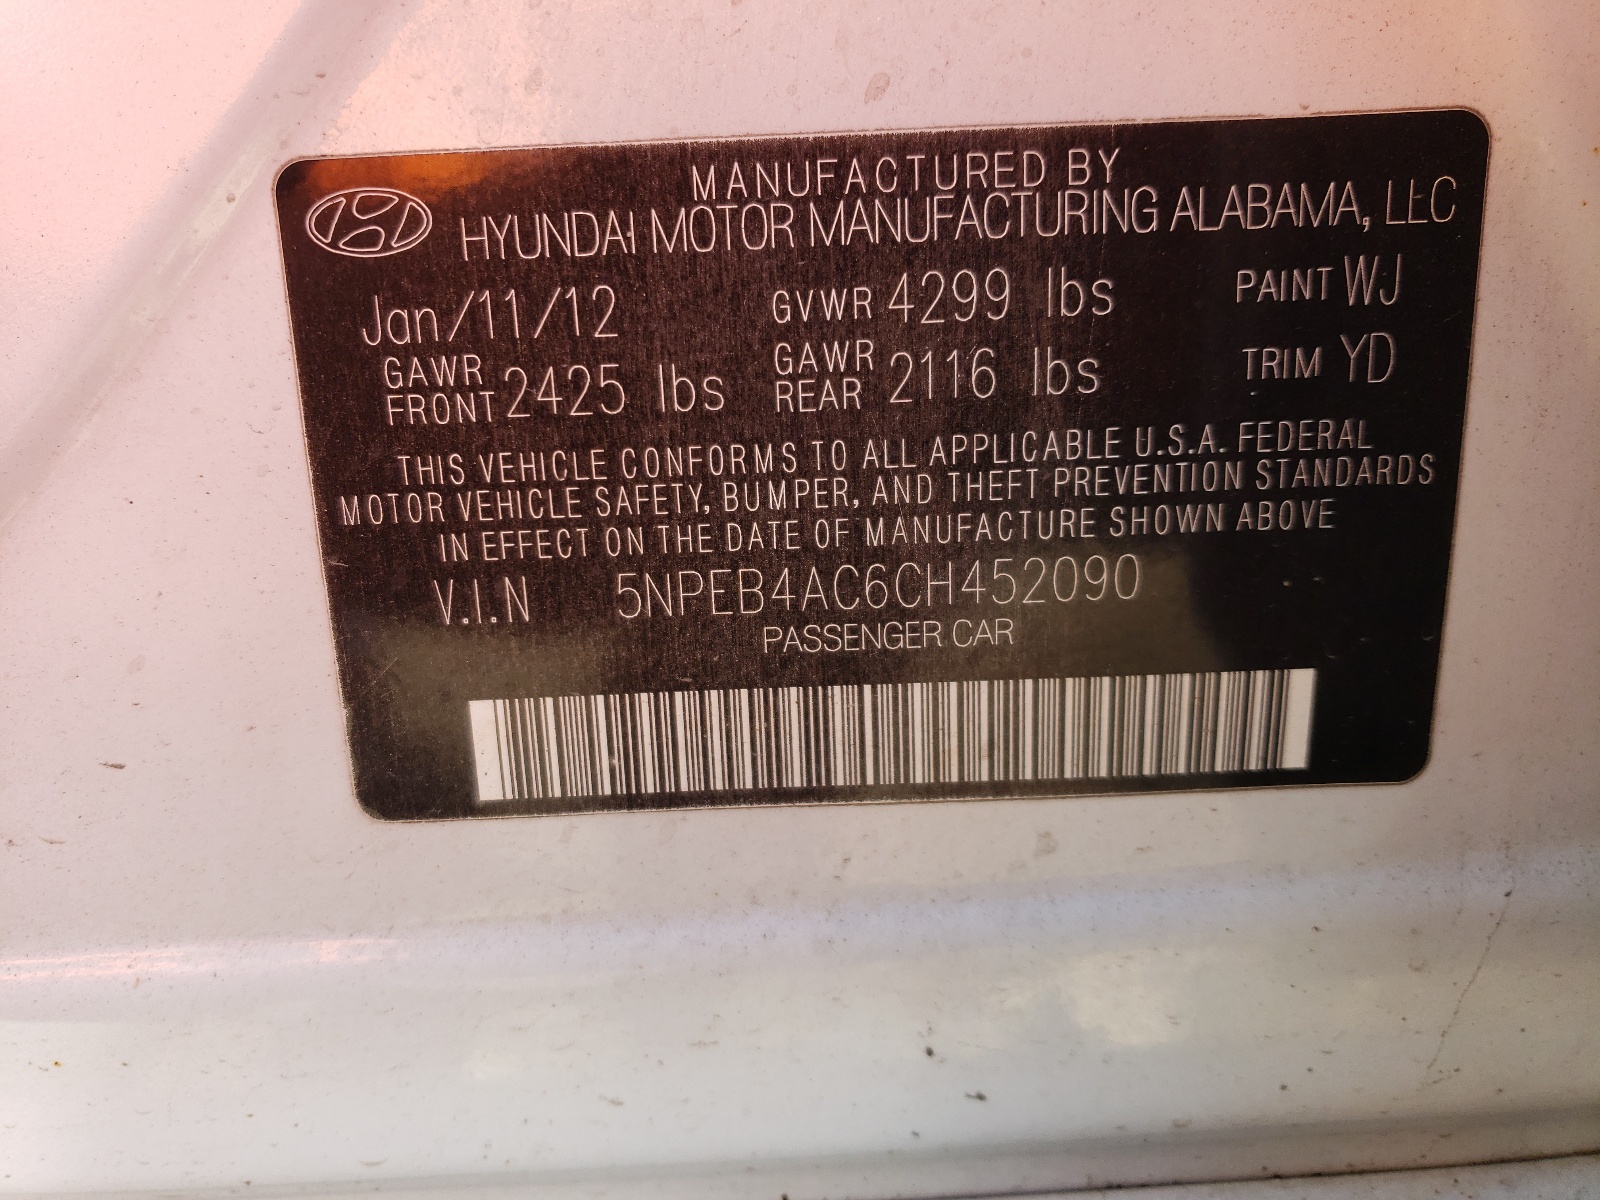 MANUFACTURED BY
HYUNDAI MOTOR MANUFACTURING ALABAMA, LLC
Jan/11/12 GVWR 4299 lbs PAINT WJ
GAWR FRONT 2425 lbs GAWR REAR 2116 lbs TRIM YD
THIS VEHICLE CONFORMS TO ALL APPLICABLE U.S.A. FEDERAL
MOTOR VEHICLE SAFETY, BUMPER, AND THEFT PREVENTION STANDARDS
IN EFFECT ON THE DATE OF MANUFACTURE SHOWN ABOVE
V.I.N 5NPEB4AC6CH452090
PASSENGER CAR